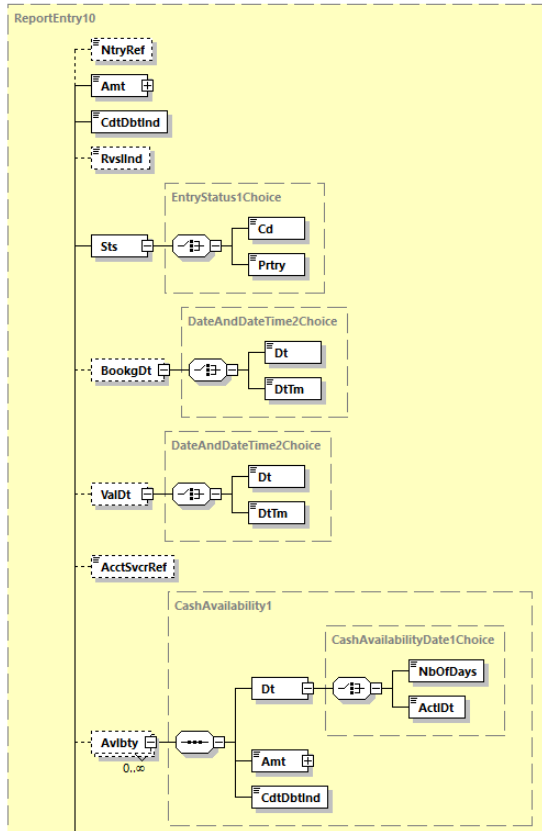 ReportEntry10
NtryRef
Amt
CdtDbtInd
RvslInd
EntryStatus1Choice
Cd
Sts
Prtry
DateAndDateTime2Choice
Dt
BookgDt
DtTm
DateAndDateTime2Choice
Dt
ValDt
DtTm
AcctSvcrRef
CashAvailability1
CashAvailabilityDate1Choice
NbOfDays
Dt
ActlDt
Avlbty
0..∞
Amt
CdtDbtInd